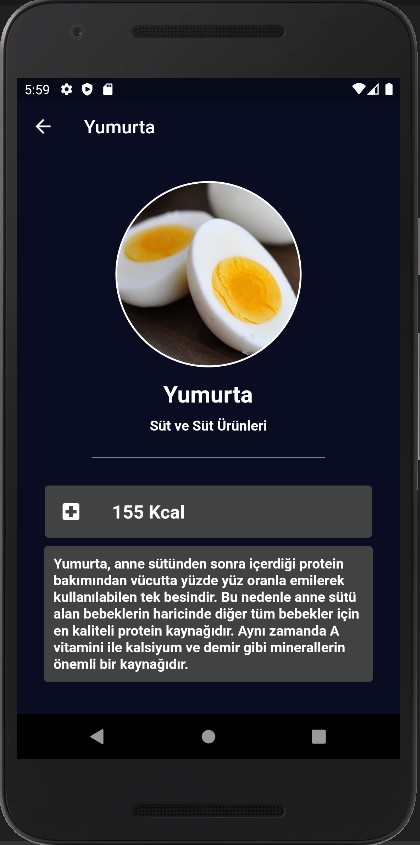 5:59
Yumurta
Yumurta
Süt ve Süt Ürünleri
155 Kcal
Yumurta, anne sütünden sonra içerdiği protein
bakımından vücutta yüzde yüz oranla emilerek
kullanılabilen tek besindir. Bu nedenle anne sütü
alan bebeklerin haricinde diğer tüm bebekler için
en kaliteli protein kaynağıdır. Aynı zamanda A
vitamini ile kalsiyum ve demir gibi minerallerin
önemli bir kaynağıdır.